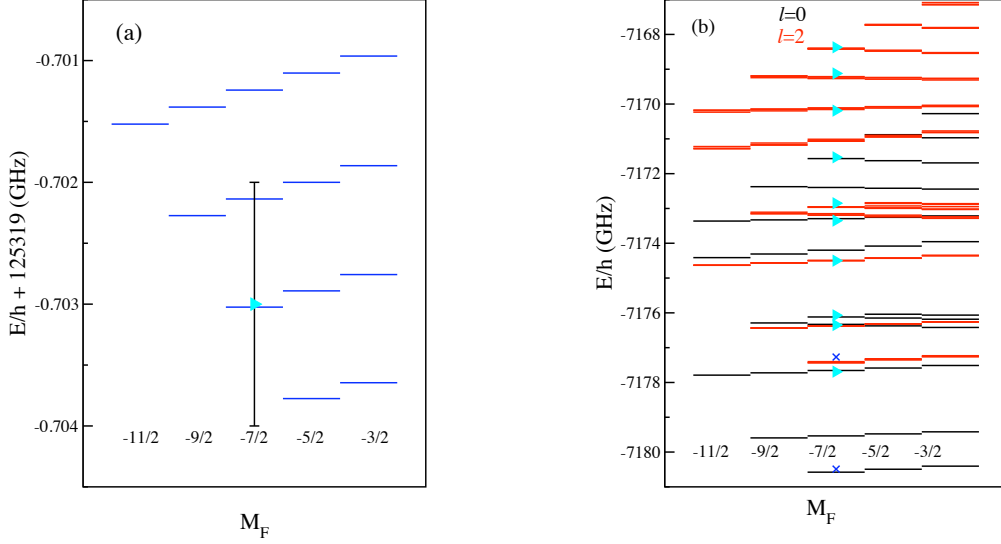 (a)
-0.701
-0.702
-0.703
-0.704
E/h + 125319 (GHz)
-11/2 -9/2 -7/2 -5/2 -3/2
M_F
(b)
l=0
l=2
-7168
-7170
-7172
-7174
-7176
-7178
-7180
E/h (GHz)
-11/2 -9/2 -7/2 -5/2 -3/2
M_F